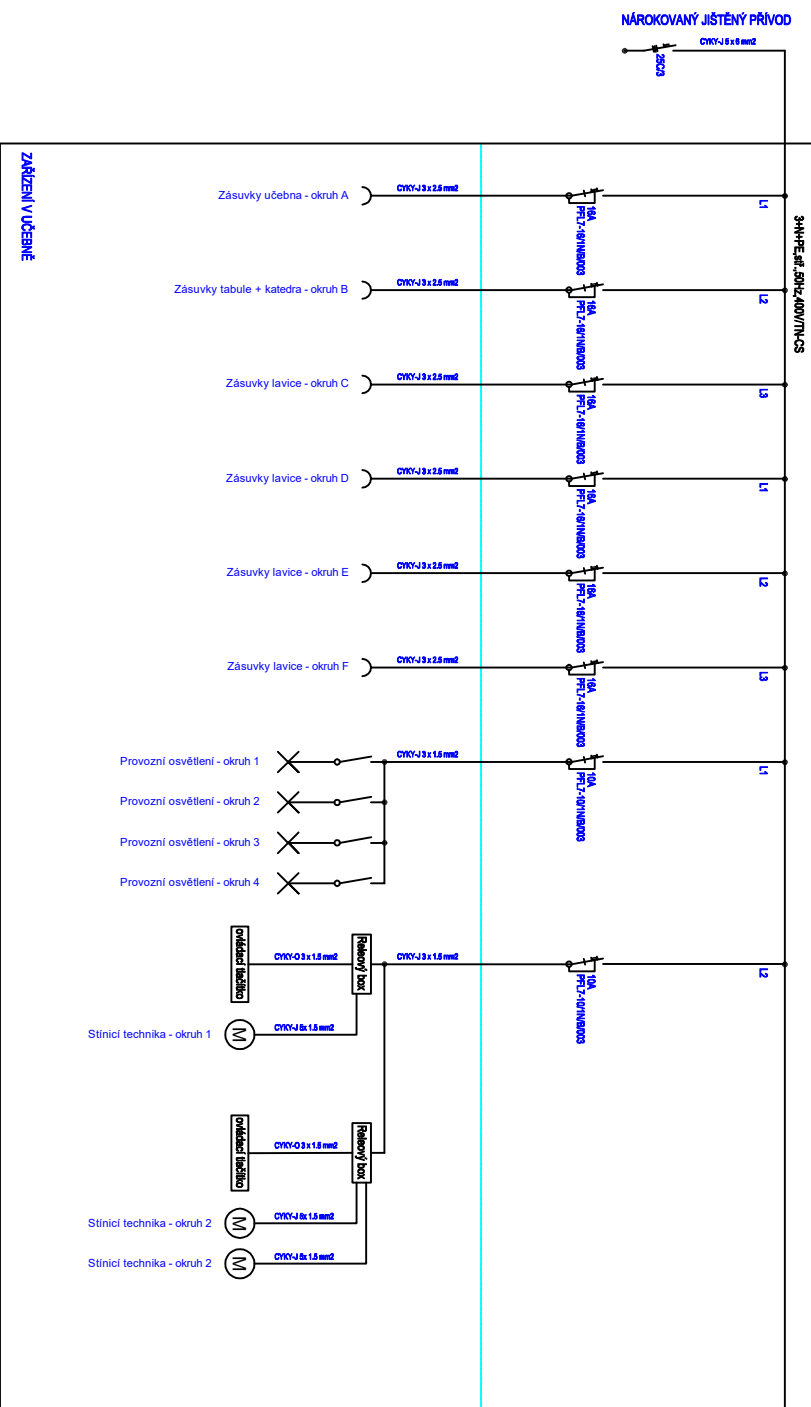 NÁROKOVANÝ JIŠTĚNÝ PŘÍVOD
CYKY-J 5 x 6 mm2
25C/3
ZAŘÍZENÍ V UČEBNĚ
3+N+PE,stř.,50Hz,400V/TN-CS
Zásuvky učebna - okruh A
CYKY-J 3 x 2.5 mm2
16A
PFL7-16/1N/B/003
L1
Zásuvky tabule + katedra - okruh B
CYKY-J 3 x 2.5 mm2
16A
PFL7-16/1N/B/003
L2
Zásuvky lavice - okruh C
CYKY-J 3 x 2.5 mm2
16A
PFL7-16/1N/B/003
L3
Zásuvky lavice - okruh D
CYKY-J 3 x 2.5 mm2
16A
PFL7-16/1N/B/003
L1
Zásuvky lavice - okruh E
CYKY-J 3 x 2.5 mm2
16A
PFL7-16/1N/B/003
L2
Zásuvky lavice - okruh F
CYKY-J 3 x 2.5 mm2
16A
PFL7-16/1N/B/003
L3
Provozní osvětlení - okruh 1
CYKY-J 3 x 1.5 mm2
10A
PFL7-10/1N/B/003
L1
Provozní osvětlení - okruh 2
Provozní osvětlení - okruh 3
Provozní osvětlení - okruh 4
ovládací tlačítko
CYKY-O 3 x 1.5 mm2
Releový box
CYKY-J 3 x 1.5 mm2
10A
PFL7-10/1N/B/003
L2
Stínicí technika - okruh 1
M
CYKY-J 5x 1.5 mm2
ovládací tlačítko
CYKY-O 3 x 1.5 mm2
Releový box
Stínicí technika - okruh 2
M
CYKY-J 5x 1.5 mm2
Stínicí technika - okruh 2
M
CYKY-J 5x 1.5 mm2